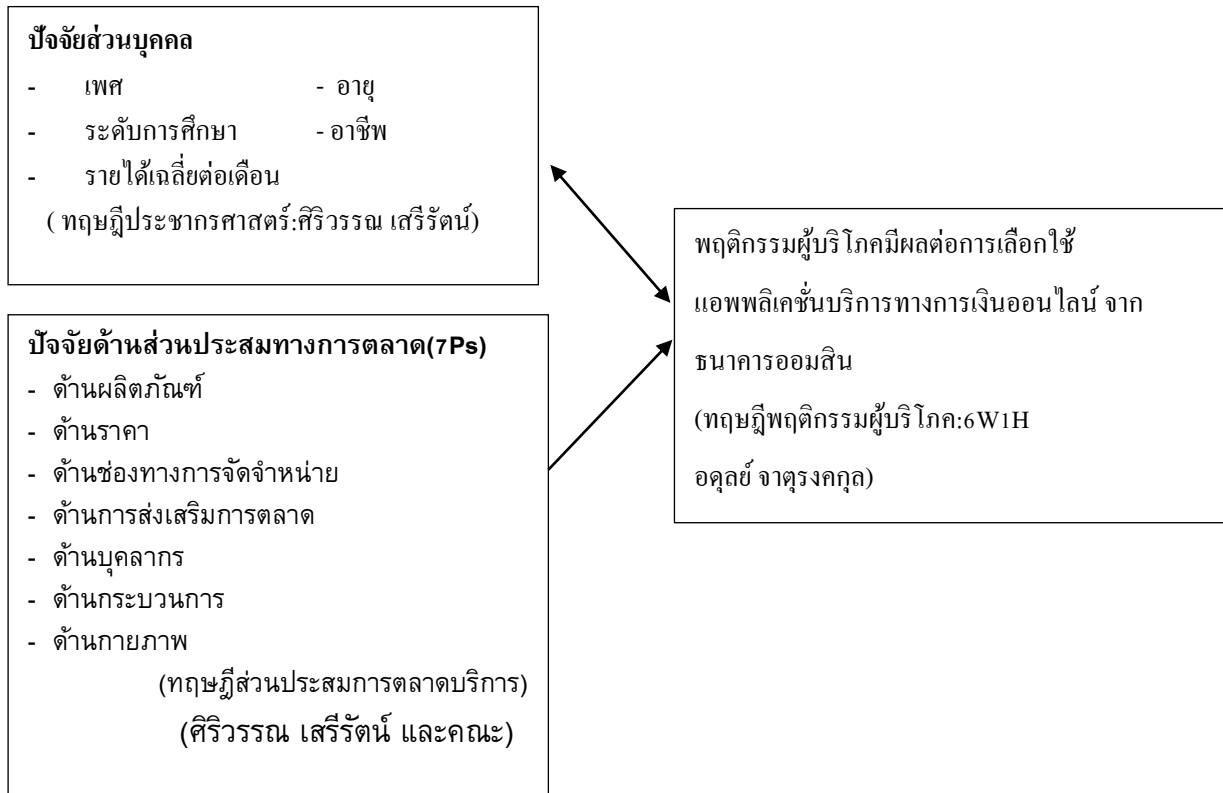 ปัจจัยส่วนบุคคล
- เพศ - อายุ
- ระดับการศึกษา - อาชีพ
- รายได้เฉลี่ยต่อเดือน
( ทฤษฎีประชากรศาสตร์:ศิริวรรณ เสรีรัตน์)
ปัจจัยด้านส่วนประสมทางการตลาด(7Ps)
- ด้านผลิตภัณฑ์
- ด้านราคา
- ด้านช่องทางการจัดจำหน่าย
- ด้านการส่งเสริมการตลาด
- ด้านบุคลากร
- ด้านกระบวนการ
- ด้านกายภาพ
(ทฤษฎีส่วนประสมการตลาดบริการ)
(ศิริวรรณ เสรีรัตน์ และคณะ)
พฤติกรรมผู้บริโภคมีผลต่อการเลือกใช้
แอพพลิเคชั่นบริการทางการเงินออนไลน์ จาก
ธนาคารออมสิน
(ทฤษฎีพฤติกรรมผู้บริโภค:6W1H
อดุลย์ จาตุรงคกุล)